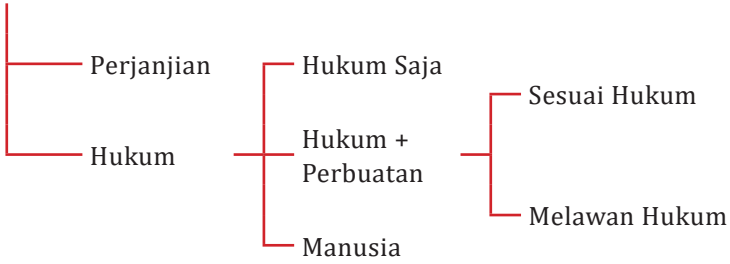 Perjanjian
Hukum
Hukum Saja
Hukum +
Perbuatan
Manusia
Sesuai Hukum
Melawan Hukum